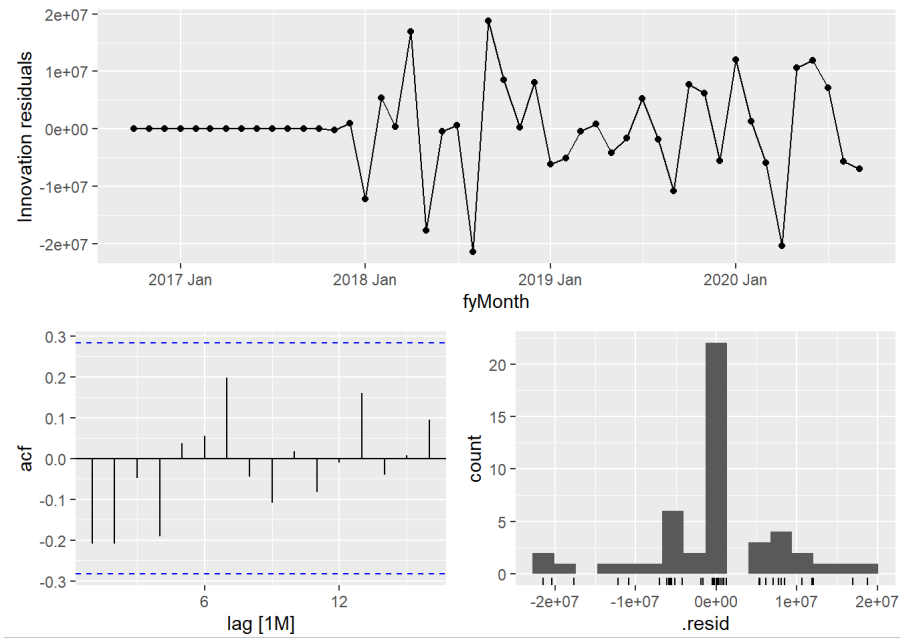 Innovation residuals
2e+07
1e+07
0e+00
-1e+07
-2e+07
2017 Jan 2018 Jan 2019 Jan 2020 Jan
fyMonth
acf
0.3
0.2
0.1
0.0
-0.1
-0.2
-0.3
6 12
lag [1M]
count
20
15
10
5
0
-2e+07 -1e+07 0e+00 1e+07 2e+07
.resid